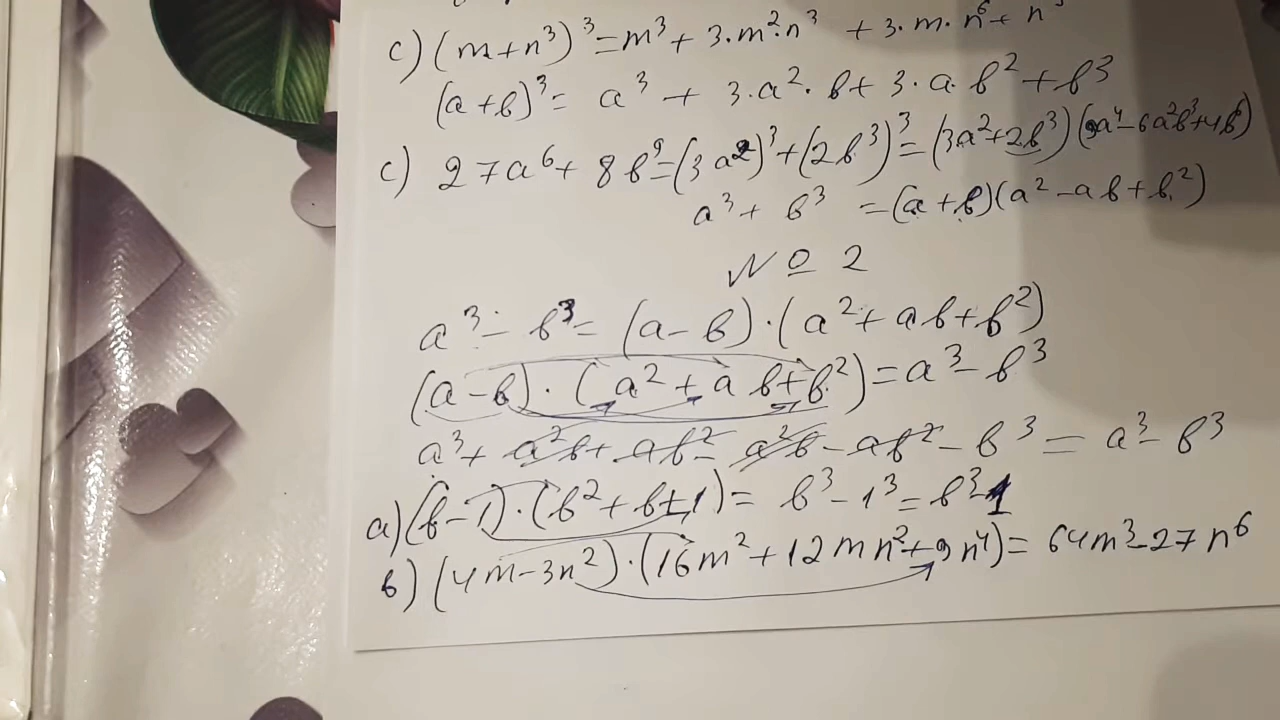 c) (m+n³)³=m³+3·m²·n³ +3·m·n⁶+n
(a+b)³= a³ + 3·a²·b+3·a·b²+b³
c) 27a⁶+8b⁹=(3a²)³+(2b³)³=(3a²+2b³)(9a⁴-6a²b³+4b⁶)
a³+b³ =(a+b)(a²-ab+b²)
№ 2
a³-b³=(a-b)·(a²+ab+b²)
(a-b)·(a²+ab+b²)=a³-b³
a³+a²b+ab²-a²b-ab²-b³=a³-b³
a)(b-1)·(b²+b+1)= b³-1³=b³-1
b)(4m-3n²)·(16m²+12mn²+9n⁴)=64m³-27n⁶